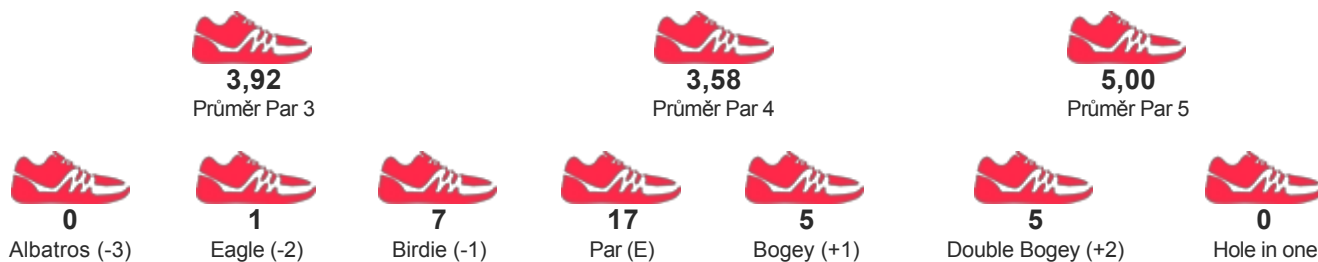 3,92
Průměr Par 3
3,58
Průměr Par 4
5,00
Průměr Par 5
0
Albatros (-3)
1
Eagle (-2)
7
Birdie (-1)
17
Par (E)
5
Bogey (+1)
5
Double Bogey (+2)
0
Hole in one